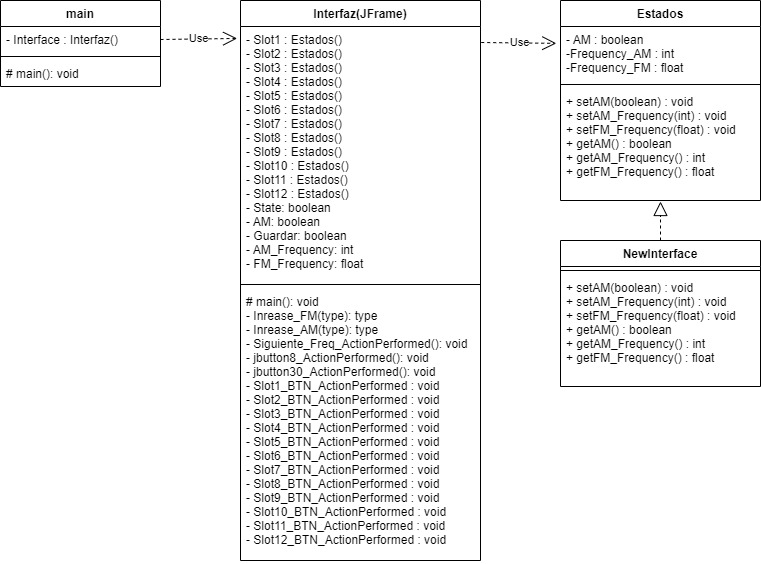 main
- Interface : Interfaz()
# main(): void
Use
Interfaz(JFrame)
- Slot1 : Estados()
- Slot2 : Estados()
- Slot3 : Estados()
- Slot4 : Estados()
- Slot5 : Estados()
- Slot6 : Estados()
- Slot7 : Estados()
- Slot8 : Estados()
- Slot9 : Estados()
- Slot10 : Estados()
- Slot11 : Estados()
- Slot12 : Estados()
- State: boolean
- AM: boolean
- Guardar: boolean
- AM_Frequency: int
- FM_Frequency: float
# main(): void
- Inrease_FM(type): type
- Inrease_AM(type): type
- Siguiente_Freq_ActionPerformed(): void
- jbutton8_ActionPerformed(): void
- jbutton30_ActionPerformed(): void
- Slot1_BTN_ActionPerformed : void
- Slot2_BTN_ActionPerformed : void
- Slot3_BTN_ActionPerformed : void
- Slot4_BTN_ActionPerformed : void
- Slot5_BTN_ActionPerformed : void
- Slot6_BTN_ActionPerformed : void
- Slot7_BTN_ActionPerformed : void
- Slot8_BTN_ActionPerformed : void
- Slot9_BTN_ActionPerformed : void
- Slot10_BTN_ActionPerformed : void
- Slot11_BTN_ActionPerformed : void
- Slot12_BTN_ActionPerformed : void
Use
Estados
- AM : boolean
-Frequency_AM : int
-Frequency_FM : float
+ setAM(boolean) : void
+ setAM_Frequency(int) : void
+ setFM_Frequency(float) : void
+ getAM() : boolean
+ getAM_Frequency() : int
+ getFM_Frequency() : float
NewInterface
+ setAM(boolean) : void
+ setAM_Frequency(int) : void
+ setFM_Frequency(float) : void
+ getAM() : boolean
+ getAM_Frequency() : int
+ getFM_Frequency() : float